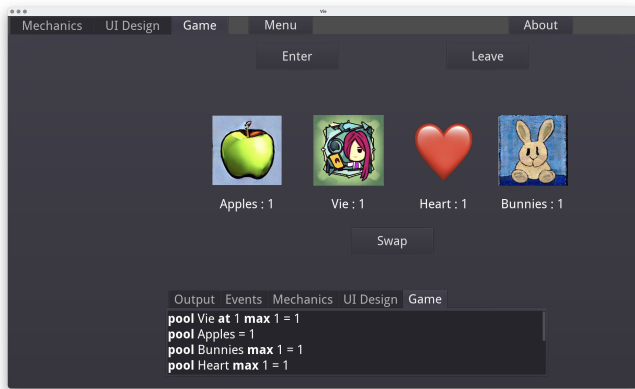 Vie
Mechanics UI Design Game Menu About
Enter Leave
Apples : 1 Vie : 1 Heart : 1 Bunnies : 1
Swap
Output Events Mechanics UI Design Game
pool Vie at 1 max 1 = 1
pool Apples = 1
pool Bunnies max 1 = 1
pool Heart max 1 = 1